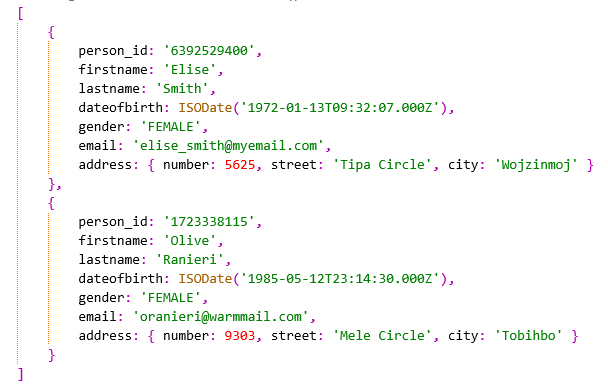 [
{
person_id: '6392529400',
firstname: 'Elise',
lastname: 'Smith',
dateofbirth: ISODate('1972-01-13T09:32:07.000Z'),
gender: 'FEMALE',
email: 'elise_smith@myemail.com',
address: { number: 5625, street: 'Tipa Circle', city: 'Wojzinmoj' }
},
{
person_id: '1723338115',
firstname: 'Olive',
lastname: 'Ranieri',
dateofbirth: ISODate('1985-05-12T23:14:30.000Z'),
gender: 'FEMALE',
email: 'oranieri@warmmail.com',
address: { number: 9303, street: 'Mele Circle', city: 'Tobihbo' }
}
]